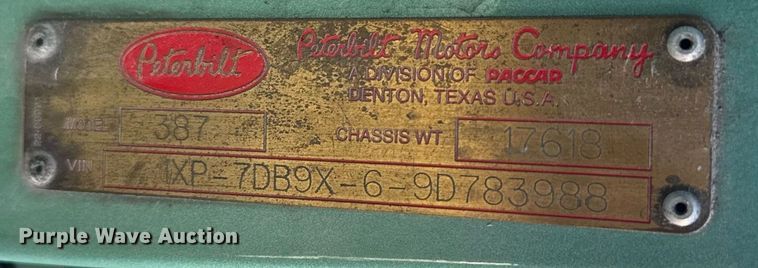 Peterbilt
Peterbilt Motors Company
A DIVISION OF PACCAR
DENTON, TEXAS U.S.A.
MODEL 387 CHASSIS WT. 17618
VIN 1XP-7DB9X-6-9D783988
Purple Wave Auction